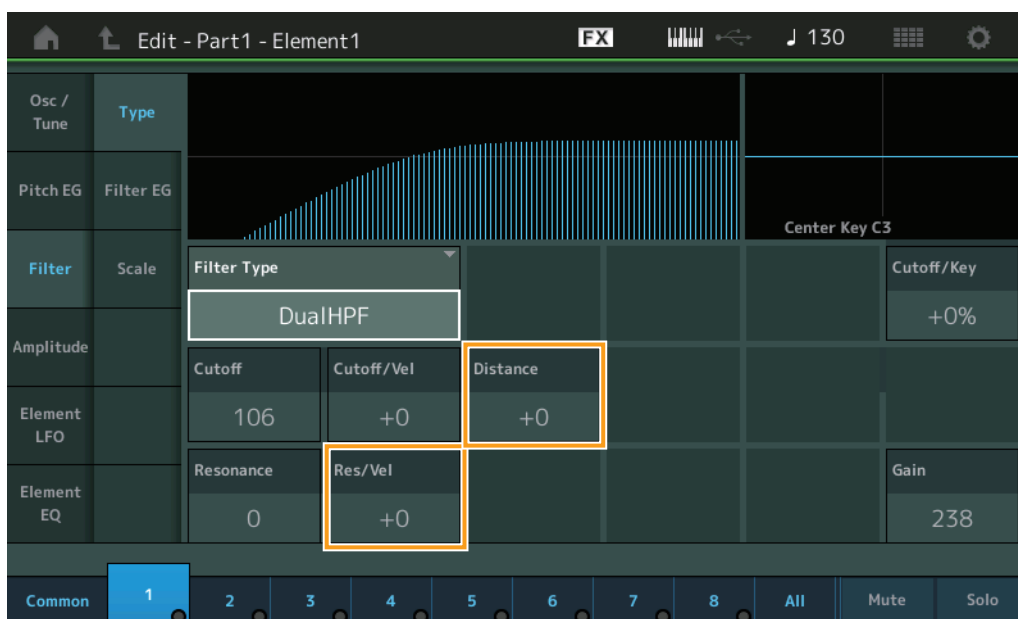 Edit - Part1 - Element1 FX ♩ 130
Osc /
Tune
Type
Pitch EG
Filter EG
Center Key C3
Filter
Scale
Filter Type
DualHPF
Cutoff/Key
+0%
Amplitude
Cutoff
106
Cutoff/Vel
+0
Distance
+0
Element
LFO
Resonance
0
Res/Vel
+0
Gain
238
Element
EQ
Common 1 2 3 4 5 6 7 8 All Mute Solo